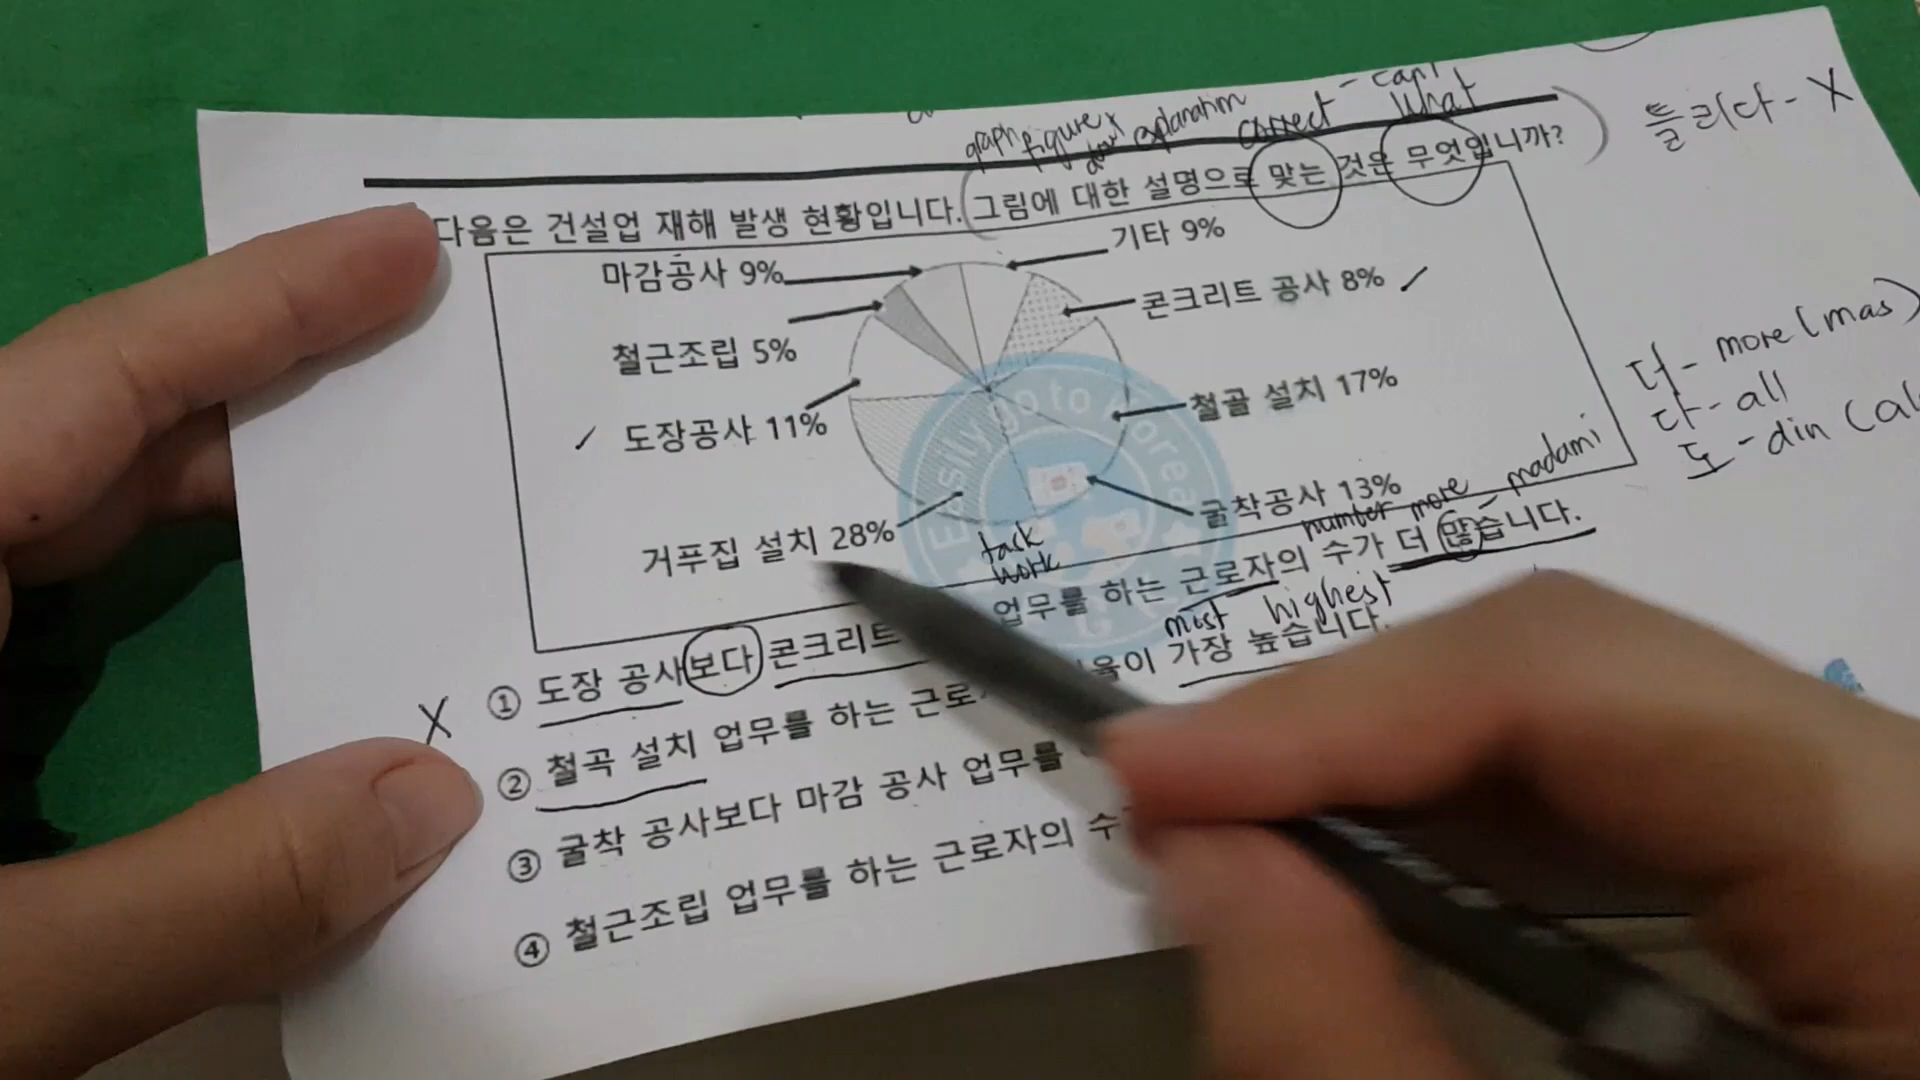 can't
graph figure about explanation correct - What
다음은 건설업 재해 발생 현황입니다. 그림에 대한 설명으로 맞는 것은 무엇입니까?
틀리다 - X
마감공사 9%
기타 9%
철근조립 5%
콘크리트 공사 8%
도장공사 11%
철골 설치 17%
거푸집 설치 28%
굴착공사 13%
Easily go to Korea
더 - more (mas)
다 - all
도 - din (al
task
work
number more - madami
① 도장 공사보다 콘크리트 업무를 하는 근로자의 수가 더 많습니다.
most highest
X
② 철곡 설치 업무를 하는 근로 율이 가장 높습니다.
③ 굴착 공사보다 마감 공사 업무를
④ 철근조립 업무를 하는 근로자의 수